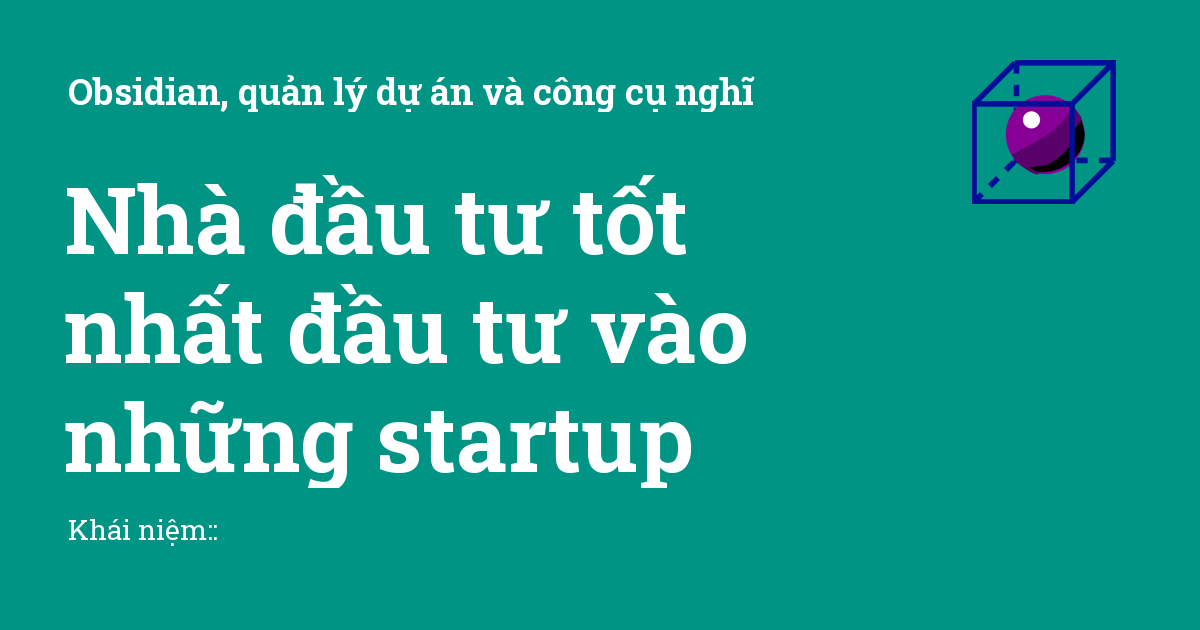 Obsidian, quản lý dự án và công cụ nghĩ
Nhà đầu tư tốt
nhất đầu tư vào
những startup
Khái niệm::